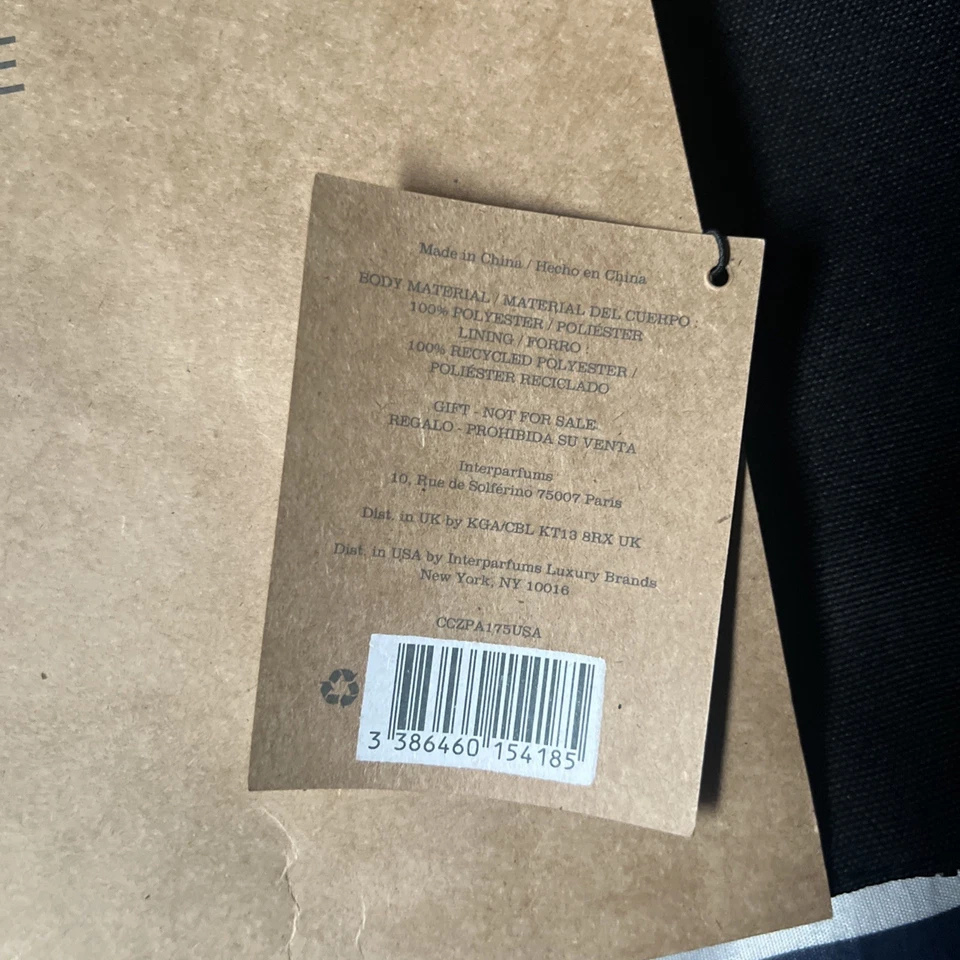 Made in China / Hecho en China
BODY MATERIAL / MATERIAL DEL CUERPO :
100% POLYESTER / POLIÉSTER
LINING / FORRO :
100% RECYCLED POLYESTER /
POLIÉSTER RECICLADO
GIFT - NOT FOR SALE
REGALO - PROHIBIDA SU VENTA
Interparfums
10, Rue de Solférino 75007 Paris
Dist. in UK by KGA/CBL KT13 8RX UK
Dist. in USA by Interparfums Luxury Brands
New York, NY 10016
CCZPA175USA
3 386460 154185